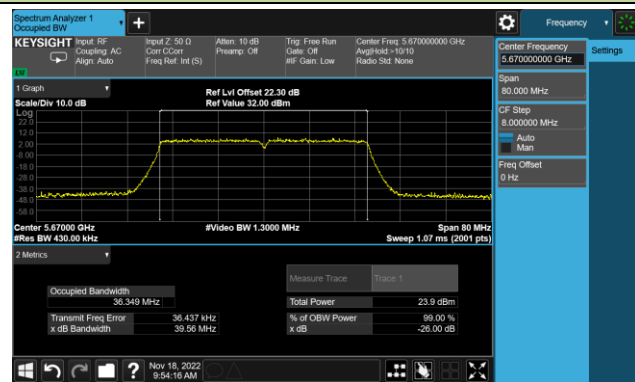 Spectrum Analyzer 1
Occupied BW
Frequency
KEYSIGHT
Input: RF
Coupling: AC
Align: Auto
Input Z: 50 Ω
Corr CCorr
Freq Ref: Int (S)
Atten: 10 dB
Preamp: Off
Trig: Free Run
Gate: Off
#IF Gain: Low
Center Freq: 5.670000000 GHz
Avg|Hold:>10/10
Radio Std: None
LU
Center Frequency
5.670000000 GHz
Settings
Span
80.000 MHz
CF Step
8.000000 MHz
Auto
Man
Freq Offset
0 Hz
1 Graph
Scale/Div 10.0 dB
Ref Lvl Offset 22.30 dB
Ref Value 32.00 dBm
Log
22.0
12.0
2.00
-8.00
-18.0
-28.0
-38.0
-48.0
-58.0
Center 5.67000 GHz
#Res BW 430.00 kHz
#Video BW 1.3000 MHz
Span 80 MHz
Sweep 1.07 ms (2001 pts)
2 Metrics
Measure Trace
Trace 1
Occupied Bandwidth
36.349 MHz
Total Power
23.9 dBm
Transmit Freq Error
36.437 kHz
% of OBW Power
99.00 %
x dB Bandwidth
39.56 MHz
x dB
-26.00 dB
?
Nov 18, 2022
9:54:16 AM